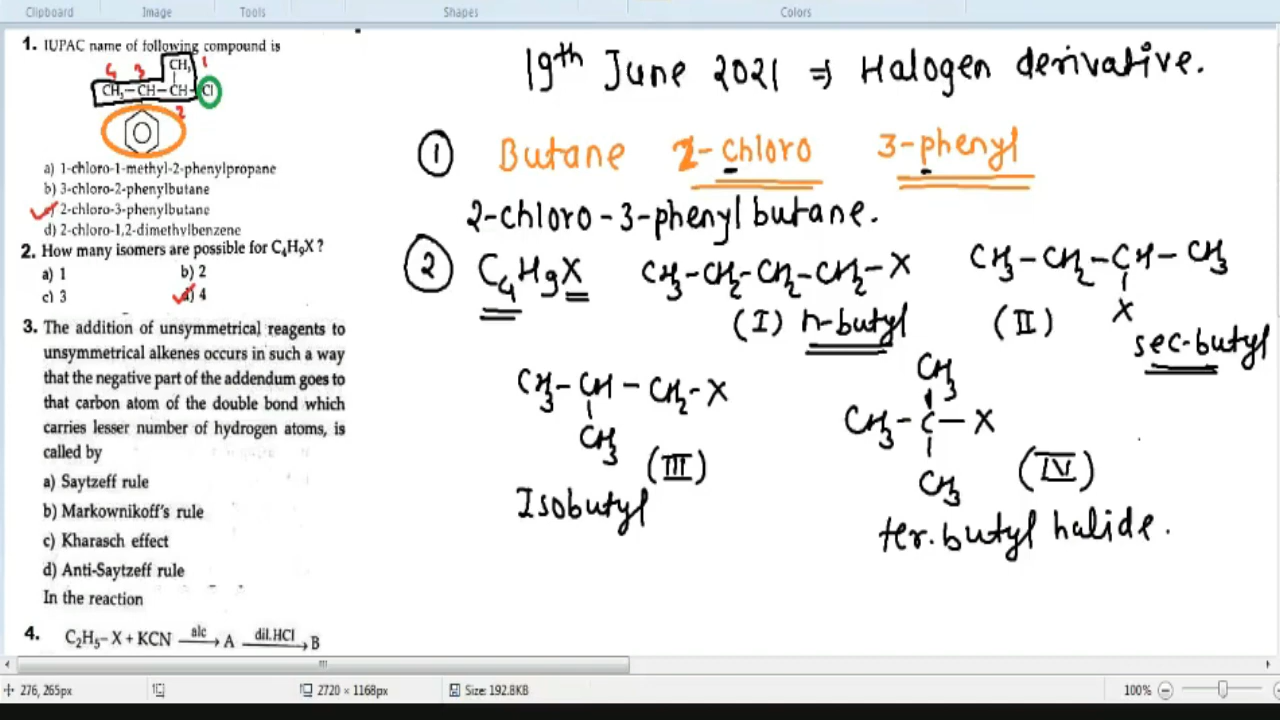 Clipboard Image Tools Shapes Colors
1. IUPAC name of following compound is
CH₃ 1
4 3
CH₃ – CH – CH – Cl
2
a) 1-chloro-1-methyl-2-phenylpropane
b) 3-chloro-2-phenylbutane
c) 2-chloro-3-phenylbutane
d) 2-chloro-1,2-dimethylbenzene
2. How many isomers are possible for C₄H₉X ?
a) 1 b) 2
c) 3 d) 4
3. The addition of unsymmetrical reagents to
unsymmetrical alkenes occurs in such a way
that the negative part of the addendum goes to
that carbon atom of the double bond which
carries lesser number of hydrogen atoms, is
called by
a) Saytzeff rule
b) Markownikoff's rule
c) Kharasch effect
d) Anti-Saytzeff rule
In the reaction
4. C₂H₅– X + KCN alc → A dil.HCl → B
19th June 2021 ⇒ Halogen derivative.
① Butane 2-chloro 3-phenyl
2-chloro-3-phenyl butane.
② C₄H₉X CH₃–CH₂–CH₂–CH₂–X CH₃–CH₂–CH–CH₃
X
(I) n-butyl (II)
sec-butyl
CH₃
CH₃–CH–CH₂–X CH₃–C–X
CH₃ CH₃
(III) (IV)
Isobutyl ter.butyl halide.
276, 265px 2720 × 1168px Size: 192.8KB 100%